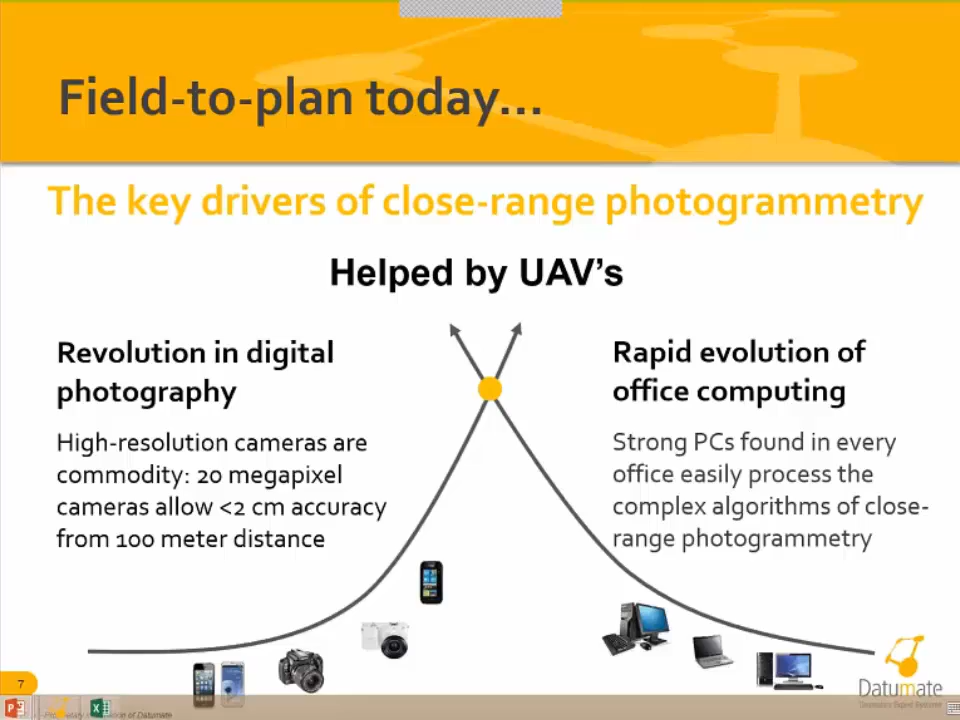 Field-to-plan today...
The key drivers of close-range photogrammetry
Helped by UAV's
Revolution in digital
photography
High-resolution cameras are
commodity: 20 megapixel
cameras allow <2 cm accuracy
from 100 meter distance
Rapid evolution of
office computing
Strong PCs found in every
office easily process the
complex algorithms of close-
range photogrammetry
7
Datumate
of Datumate